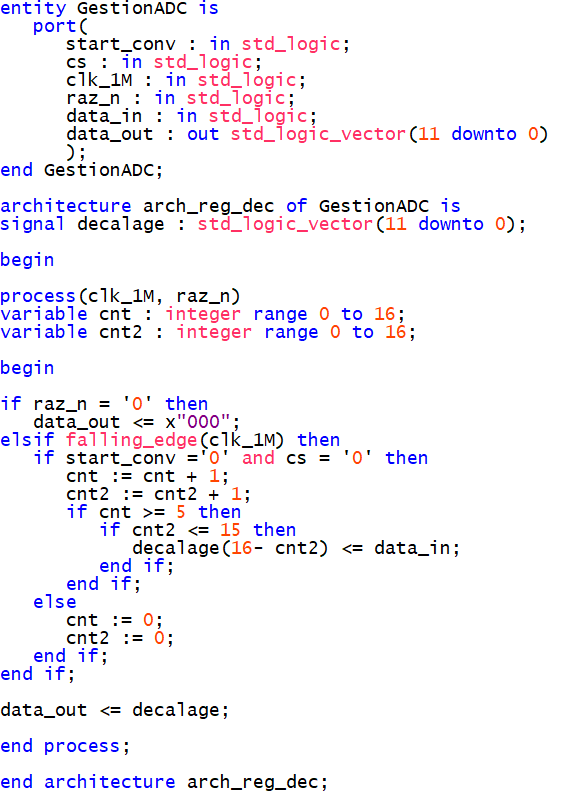 entity GestionADC is
   port(
      start_conv : in std_logic;
      cs : in std_logic;
      clk_1M : in std_logic;
      raz_n : in std_logic;
      data_in : in std_logic;
      data_out : out std_logic_vector(11 downto 0)
      );
end GestionADC;

architecture arch_reg_dec of GestionADC is
signal decalage : std_logic_vector(11 downto 0);

begin

process(clk_1M, raz_n)
variable cnt : integer range 0 to 16;
variable cnt2 : integer range 0 to 16;

begin

if raz_n = '0' then
   data_out <= x"000";
elsif falling_edge(clk_1M) then
   if start_conv ='0' and cs = '0' then
      cnt := cnt + 1;
      cnt2 := cnt2 + 1;
      if cnt >= 5 then
         if cnt2 <= 15 then
            decalage(16- cnt2) <= data_in;
         end if;
      end if;
   else
      cnt := 0;
      cnt2 := 0;
   end if;
end if;

data_out <= decalage;

end process;

end architecture arch_reg_dec;